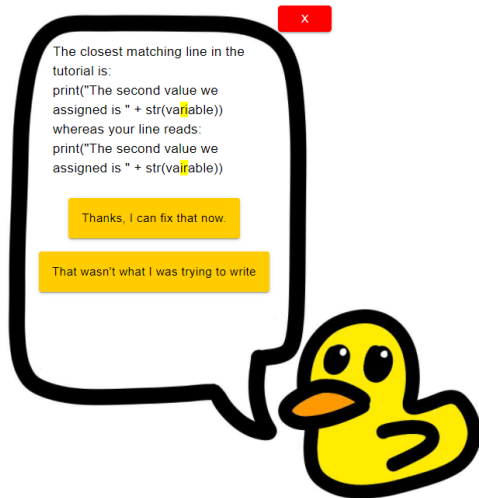 X
The closest matching line in the
tutorial is:
print("The second value we
assigned is " + str(variable))
whereas your line reads:
print("The second value we
assigned is " + str(vairable))
Thanks, I can fix that now.
That wasn't what I was trying to write